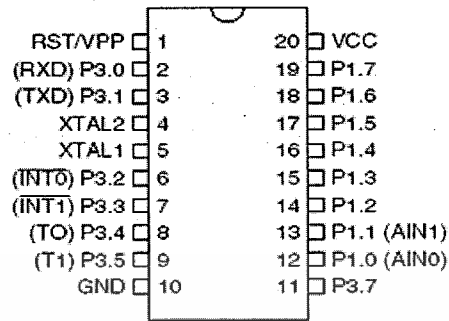 RST/VPP 1 20 VCC
(RXD) P3.0 2 19 P1.7
(TXD) P3.1 3 18 P1.6
XTAL2 4 17 P1.5
XTAL1 5 16 P1.4
(INT0) P3.2 6 15 P1.3
(INT1) P3.3 7 14 P1.2
(TO) P3.4 8 13 P1.1 (AIN1)
(T1) P3.5 9 12 P1.0 (AIN0)
GND 10 11 P3.7